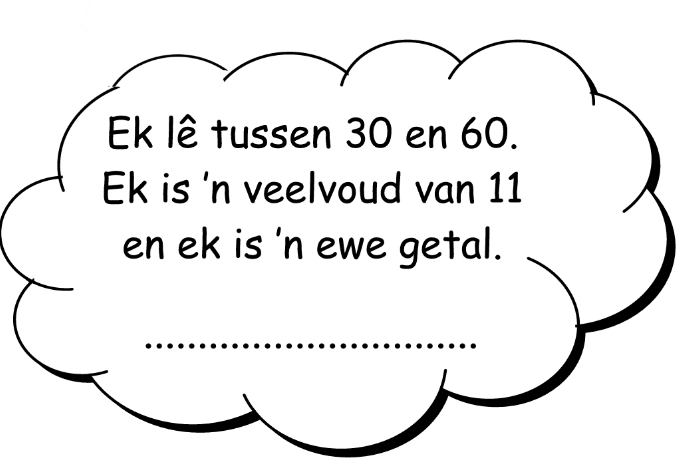 Ek lê tussen 30 en 60.
Ek is 'n veelvoud van 11
en ek is 'n ewe getal.
...............................